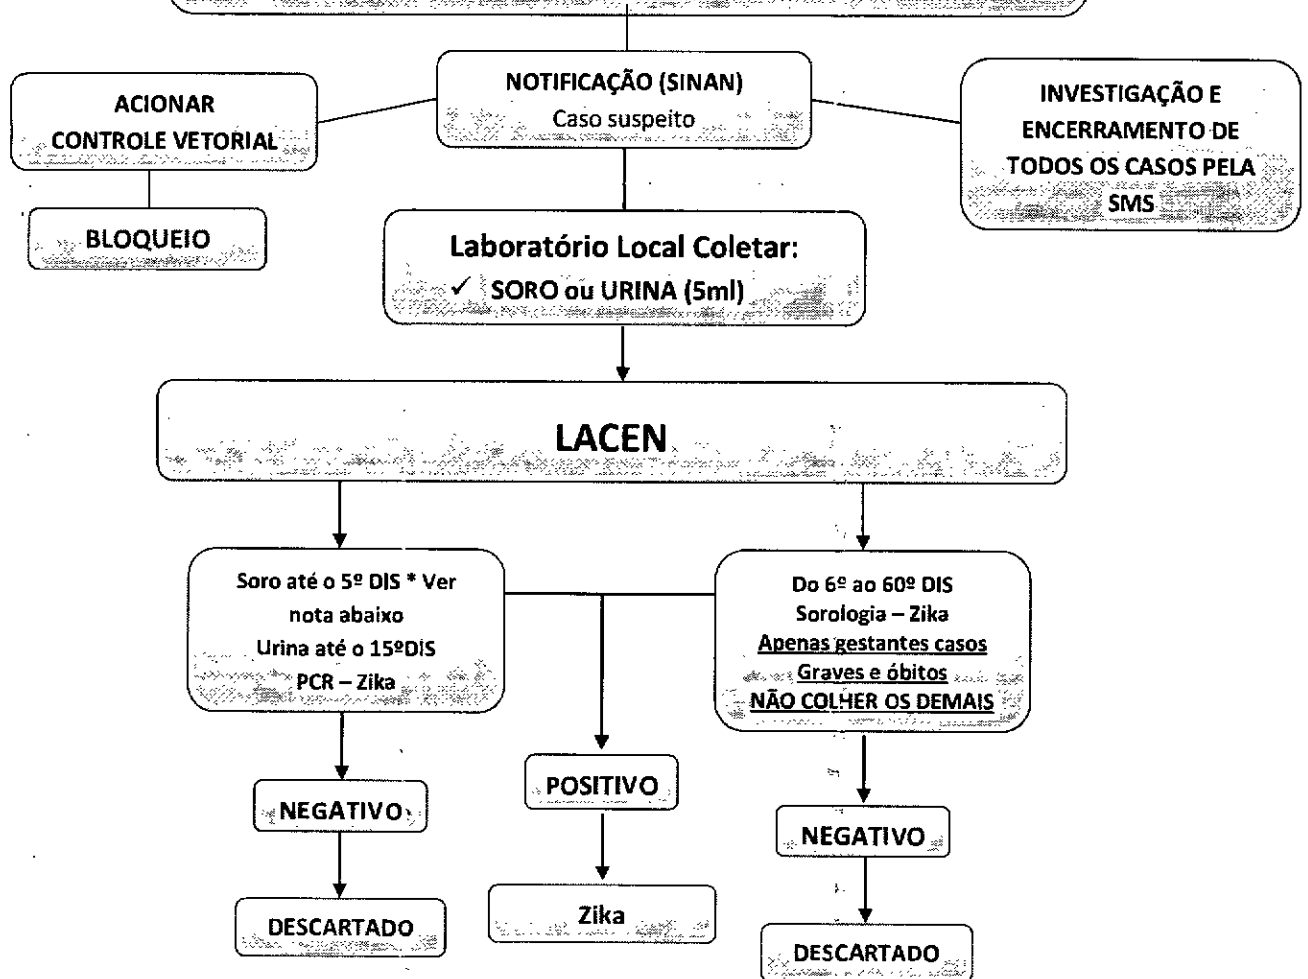 NOTIFICAÇÃO (SINAN)
Caso suspeito
ACIONAR
CONTROLE VETORIAL
INVESTIGAÇÃO E
ENCERRAMENTO DE
TODOS OS CASOS PELA
SMS
BLOQUEIO
Laboratório Local Coletar:
✓ SORO ou URINA (5ml)
LACEN
Soro até o 5º DIS * Ver
nota abaixo
Urina até o 15ºDIS
PCR – Zika
Do 6º ao 60º DIS
Sorologia – Zika
Apenas gestantes casos
Graves e óbitos
NÃO COLHER OS DEMAIS
NEGATIVO
POSITIVO
NEGATIVO
DESCARTADO
Zika
DESCARTADO